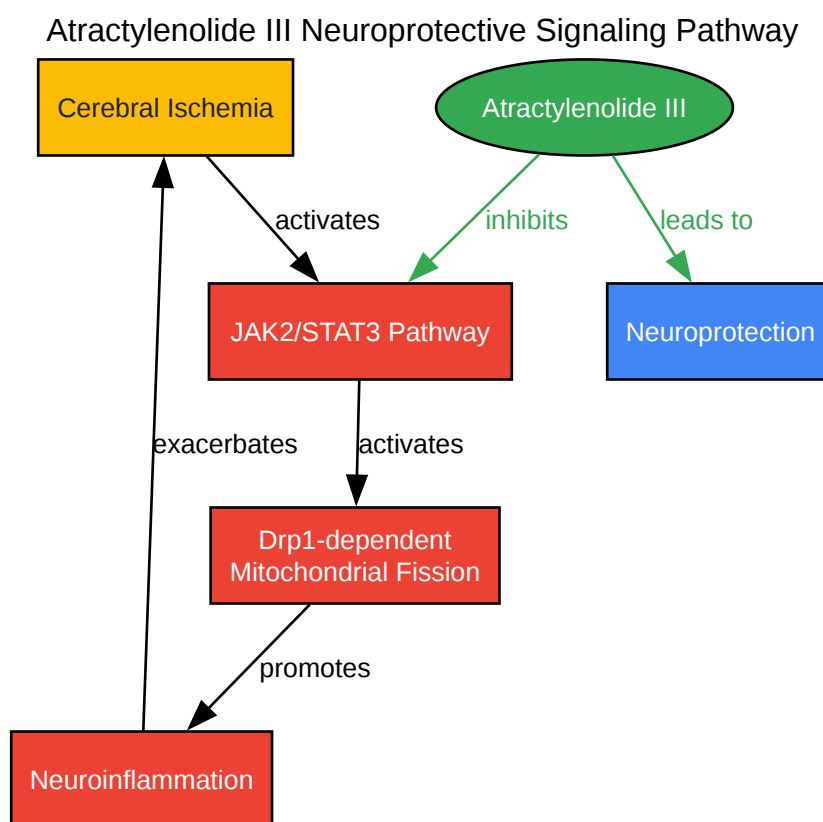 Atractylenolide III Neuroprotective Signaling Pathway
Cerebral Ischemia
Atractylenolide III
activates
inhibits
leads to
JAK2/STAT3 Pathway
Neuroprotection
exacerbates
activates
Drp1-dependent
Mitochondrial Fission
promotes
Neuroinflammation